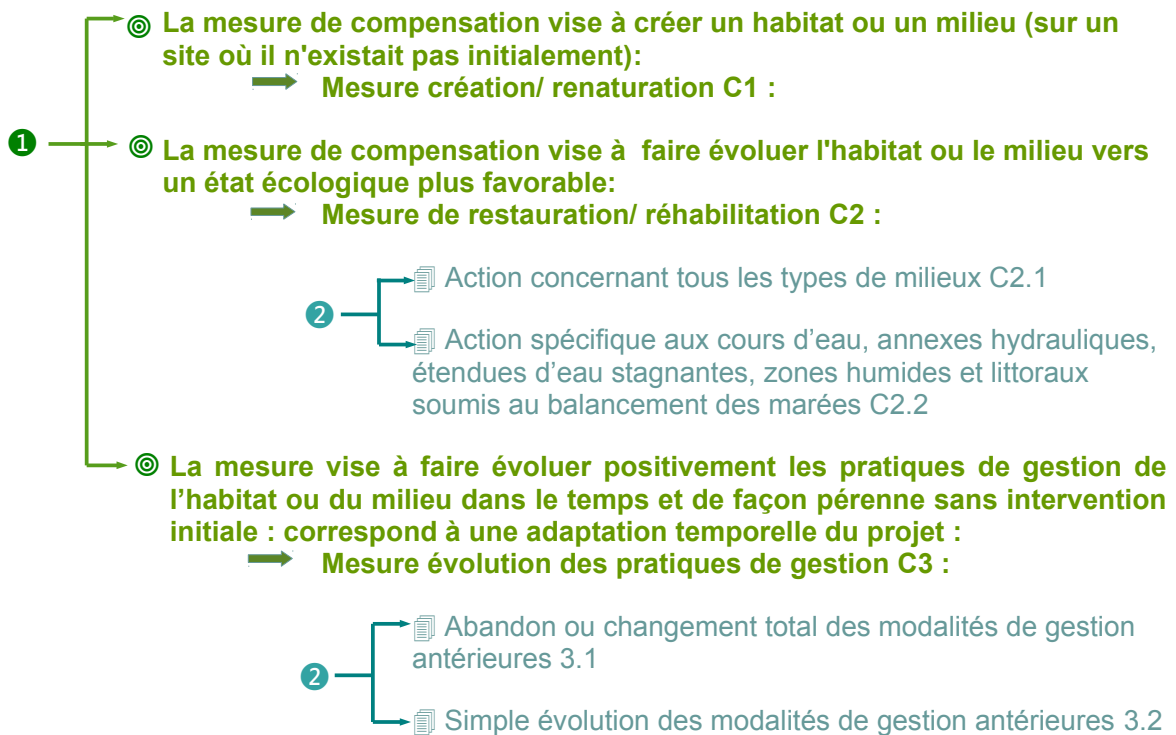 La mesure de compensation vise à créer un habitat ou un milieu (sur un
site où il n'existait pas initialement):
Mesure création/ renaturation C1 :
1
La mesure de compensation vise à faire évoluer l'habitat ou le milieu vers
un état écologique plus favorable:
Mesure de restauration/ réhabilitation C2 :
Action concernant tous les types de milieux C2.1
2
Action spécifique aux cours d’eau, annexes hydrauliques,
étendues d’eau stagnantes, zones humides et littoraux
soumis au balancement des marées C2.2
La mesure vise à faire évoluer positivement les pratiques de gestion de
l’habitat ou du milieu dans le temps et de façon pérenne sans intervention
initiale : correspond à une adaptation temporelle du projet :
Mesure évolution des pratiques de gestion C3 :
Abandon ou changement total des modalités de gestion
antérieures 3.1
2
Simple évolution des modalités de gestion antérieures 3.2